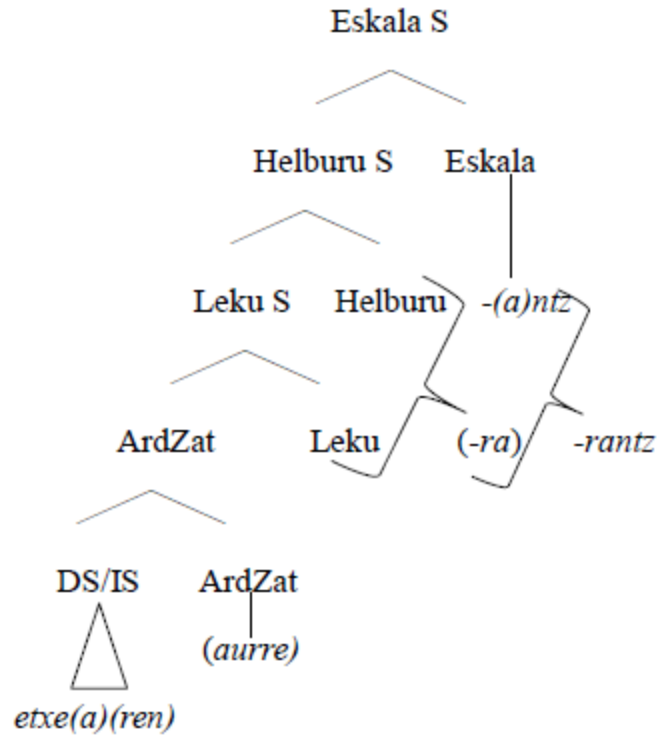 Eskala S
Helburu S Eskala
Leku S Helburu -(a)ntz
ArdZat Leku (-ra) -rantz
DS/IS ArdZat
(aurre)
etxe(a)(ren)